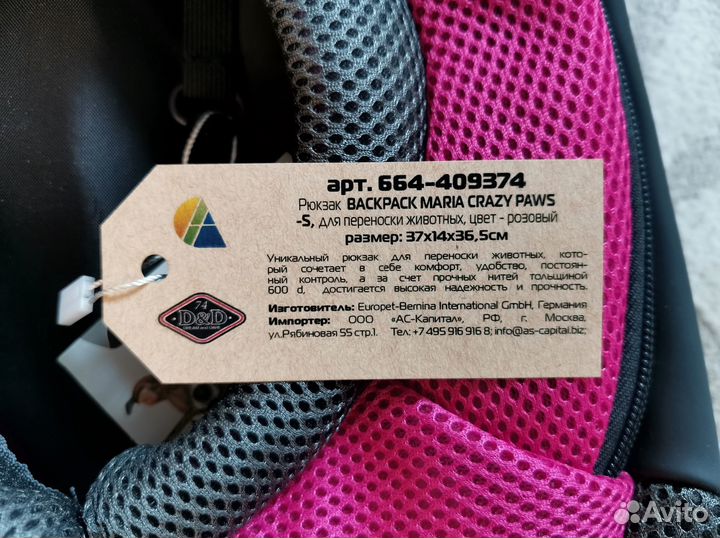 арт. 664-409374
Рюкзак BACKPACK MARIA CRAZY PAWS
-S, для переноски животных, цвет - розовый
размер: 37x14x36,5см
Уникальный рюкзак для переноски животных, кото-
рый сочетает в себе комфорт, удобство, постоян-
ный контроль, а за счет прочных нитей толыциной
600 d, достигается высокая надежность и прочность.
Изготовитель: Europet-Bernina International GmbH, Германия
Импортер: ООО «АС-Капитал», РФ, г. Москва,
ул.Рябиновая 55 стр.1. Тел.:+7 495 916 916 8; info@as-capital.biz;
74
D&D
Avito